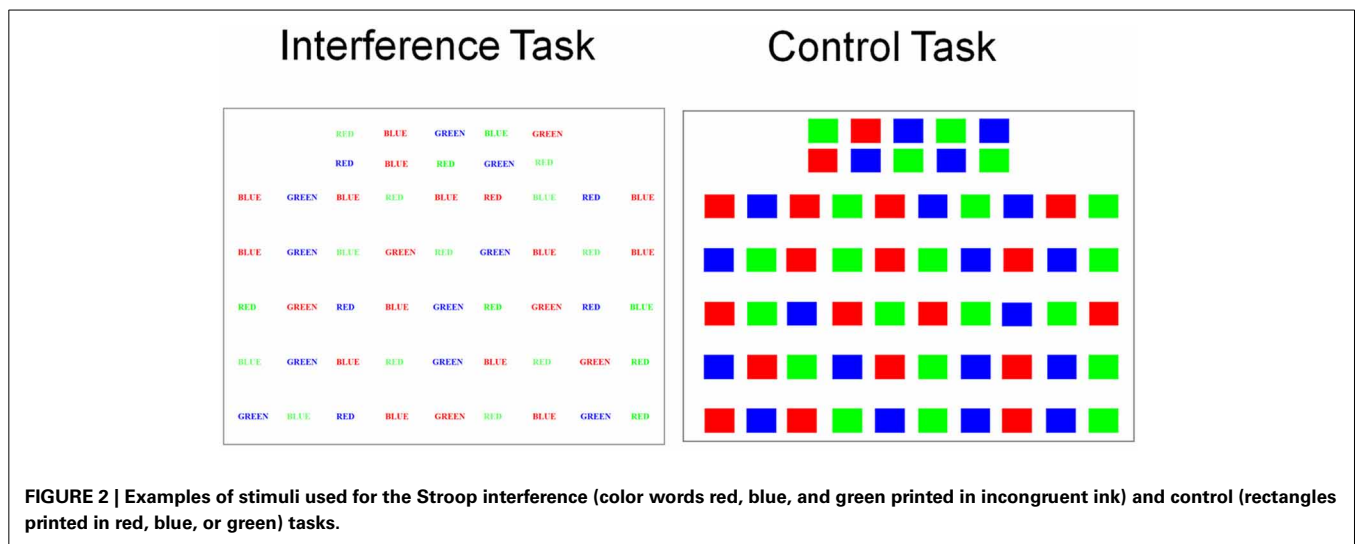 Interference Task
Control Task
RED BLUE GREEN BLUE GREEN
RED BLUE RED GREEN RED
BLUE GREEN BLUE RED BLUE RED BLUE RED BLUE
BLUE GREEN BLUE GREEN RED GREEN BLUE RED BLUE
RED GREEN RED BLUE GREEN RED GREEN RED BLUE
BLUE GREEN BLUE RED GREEN BLUE RED GREEN RED
GREEN BLUE RED BLUE GREEN RED BLUE GREEN RED
FIGURE 2 | Examples of stimuli used for the Stroop interference (color words red, blue, and green printed in incongruent ink) and control (rectangles
printed in red, blue, or green) tasks.